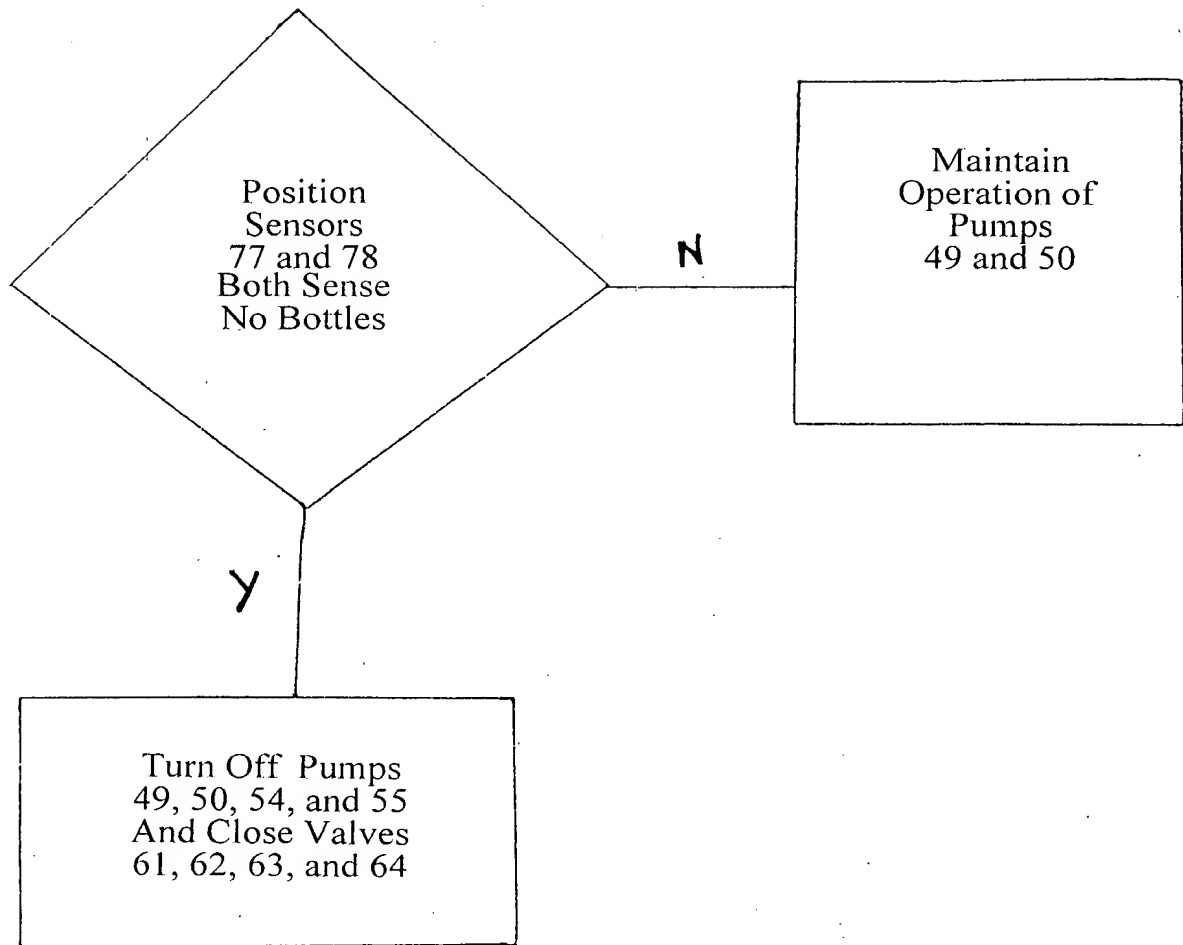 Position
Sensors
77 and 78
Both Sense
No Bottles
N
Maintain
Operation of
Pumps
49 and 50
Y
Turn Off Pumps
49, 50, 54, and 55
And Close Valves
61, 62, 63, and 64